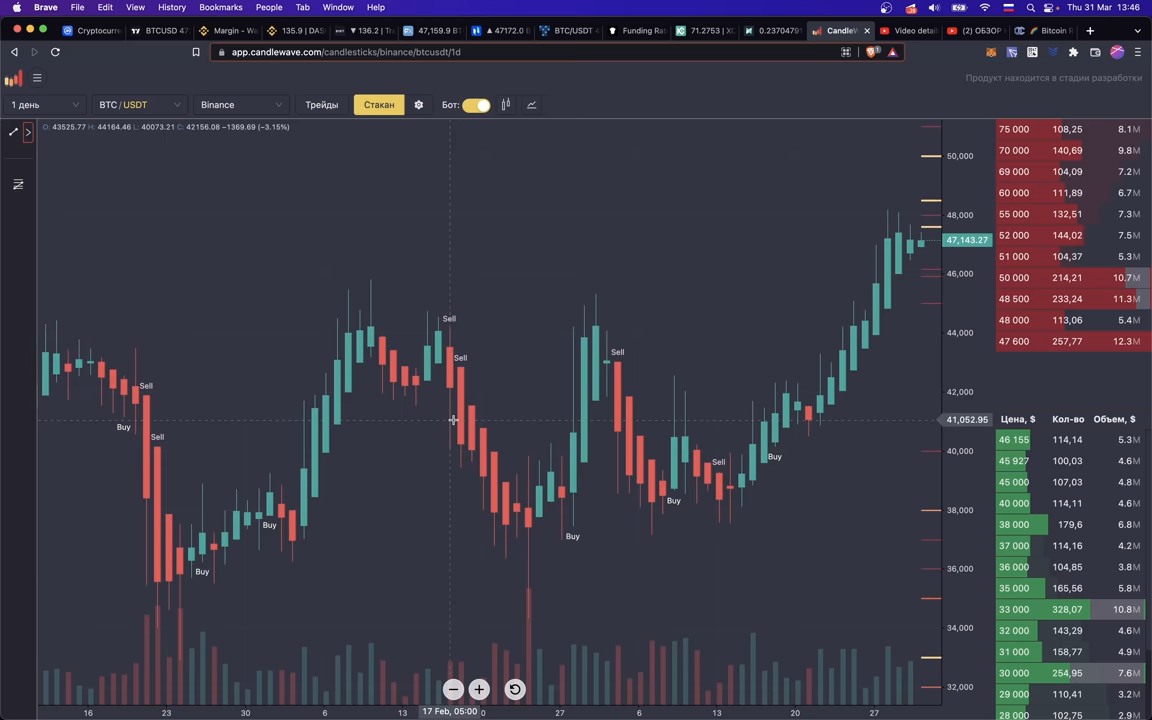 Brave File Edit View History Bookmarks People Tab Window Help Thu 31 Mar 13:46
Cryptocurre BTCUSD 47 Margin - Wa 135.9 | DAS ▼ 136.2 | Tr 47,159.9 BT ▲ 47172.0 BTC/USDT Funding Rat 71.2753 | X 0.2370479 CandleW × Video detail (2) ОБЗОР Bitcoin R
app.candlewave.com/candlesticks/binance/btcusdt/1d
Продукт находится в стадии разработки
1 день BTC/USDT Binance Трейды Стакан Бот:
O: 43525.77 H: 44164.46 L: 40073.21 C: 42156.08 −1369.69 (−3.15%)
50,000
48,000
47,143.27
46,000
44,000
42,000
41,052.95
40,000
38,000
36,000
34,000
32,000
Sell
Sell
Sell
Sell
Buy
Sell
Sell
Buy
Buy
Buy
Buy
Buy
16 23 30 6 13 17 Feb, 05:00 0 27 6 13 20 27
75 000 108,25 8.1M
70 000 140,69 9.8M
69 000 104,09 7.2M
60 000 111,89 6.7M
55 000 132,51 7.3M
52 000 144,02 7.5M
51 000 104,37 5.3M
50 000 214,21 10.7M
48 500 233,24 11.3M
48 000 113,06 5.4M
47 600 257,77 12.3M
Цена, $ Кол-во Объем, $
46 155 114,14 5.3M
45 927 100,03 4.6M
45 000 107,03 4.8M
40 000 114,11 4.6M
38 000 179,6 6.8M
37 000 114,16 4.2M
36 000 104,85 3.8M
35 000 165,56 5.8M
33 000 328,07 10.8M
32 000 143,29 4.6M
31 000 158,77 4.9M
30 000 254,95 7.6M
29 000 110,41 3.2M
28 000 102,75 2.9M